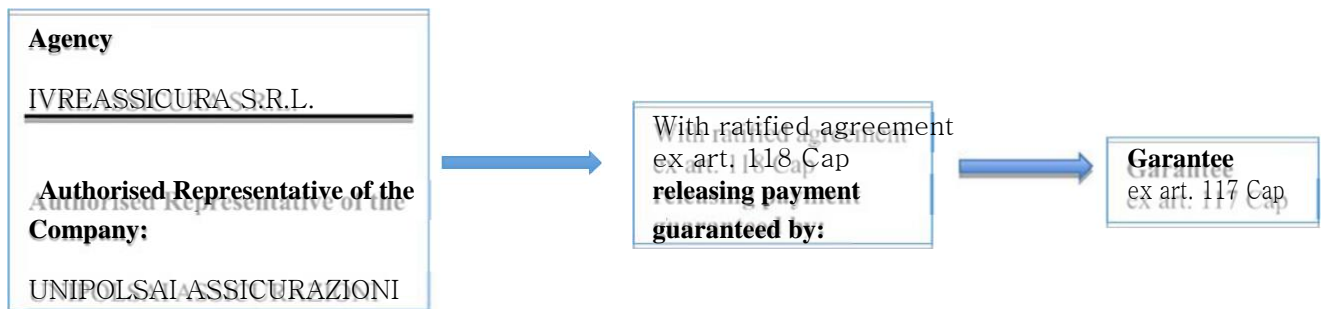 Agency
IVREASSICURA S.R.L.
Authorised Representative of the
Company:
UNIPOLSAI ASSICURAZIONI
With ratified agreement
ex art. 118 Cap
releasing payment
guaranteed by:
Garantee
ex art. 117 Cap